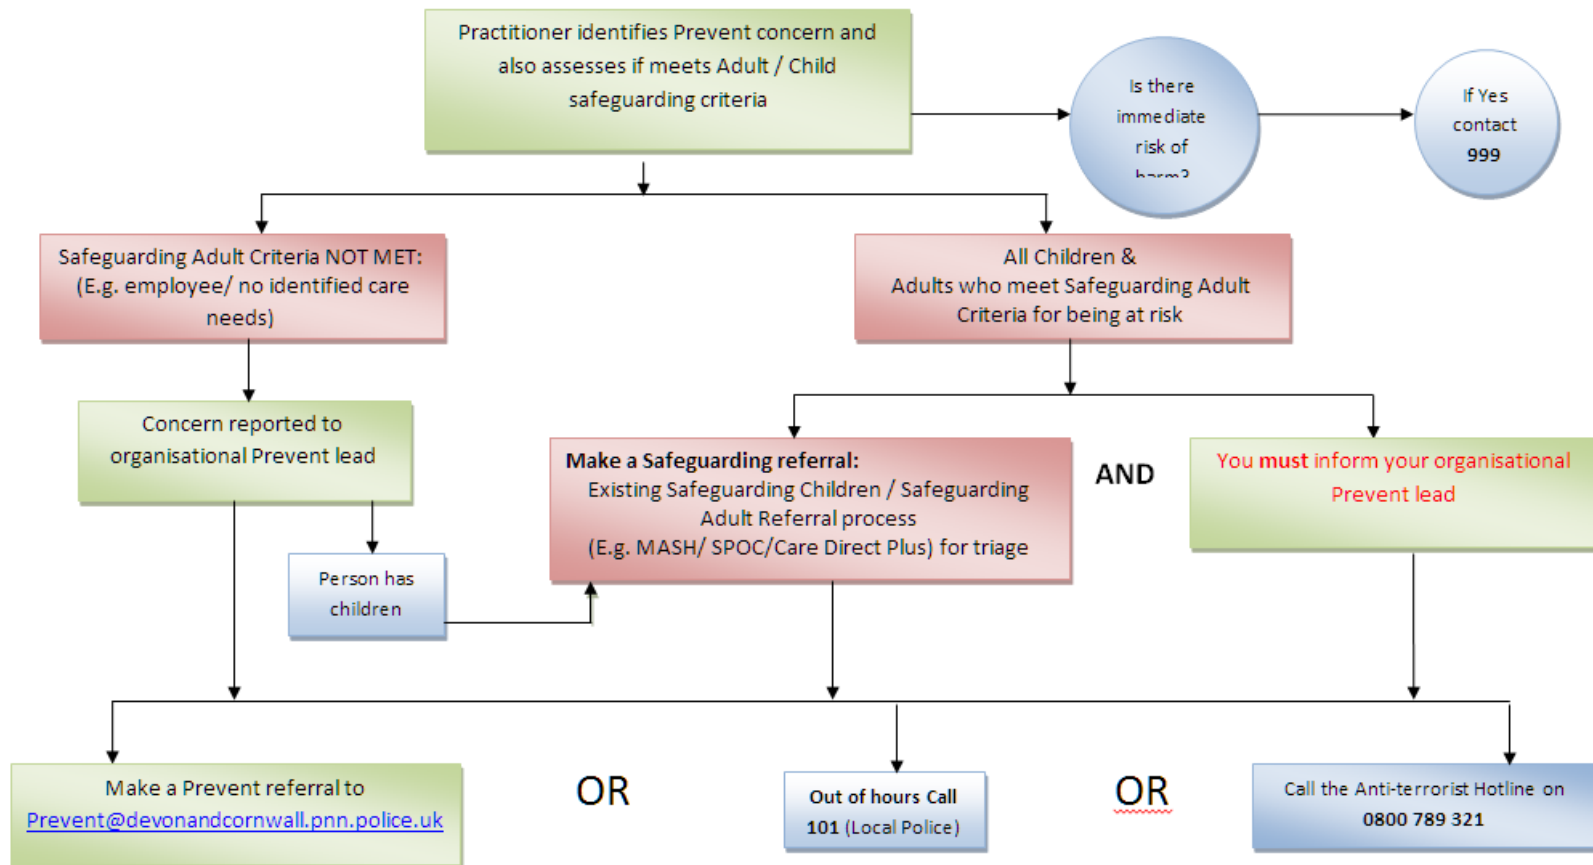 Practitioner identifies Prevent concern and
also assesses if meets Adult / Child
safeguarding criteria
Is there
immediate
risk of
harm?
If Yes
contact
999
Safeguarding Adult Criteria NOT MET:
(E.g. employee/ no identified care
needs)
All Children &
Adults who meet Safeguarding Adult
Criteria for being at risk
Concern reported to
organisational Prevent lead
Person has
children
Make a Safeguarding referral:
Existing Safeguarding Children / Safeguarding
Adult Referral process
(E.g. MASH/ SPOC/Care Direct Plus) for triage
AND
You must inform your organisational
Prevent lead
Make a Prevent referral to
Prevent@devonandcornwall.pnn.police.uk
OR
Out of hours Call
101 (Local Police)
OR
Call the Anti-terrorist Hotline on
0800 789 321